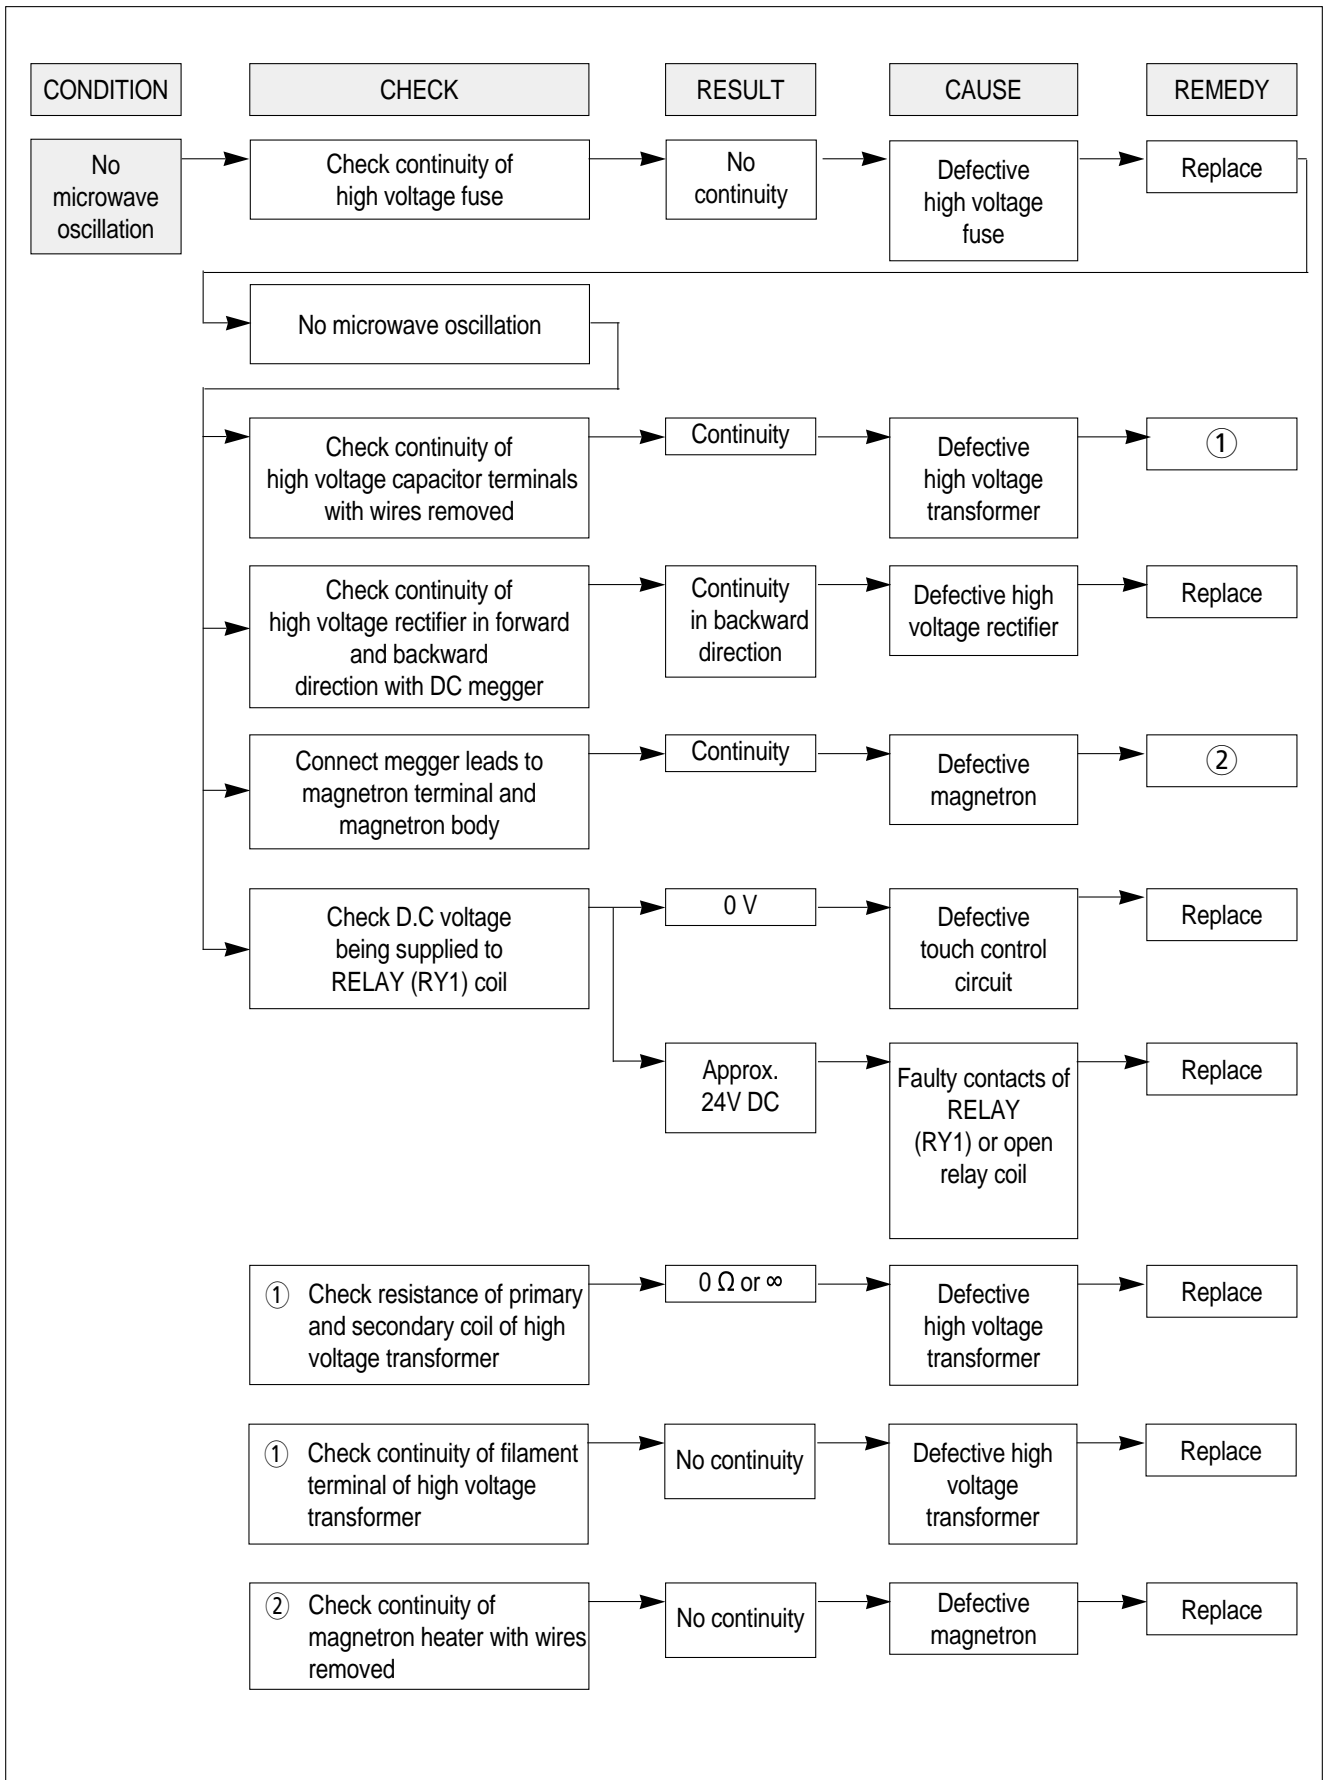 CONDITION
CHECK
RESULT
CAUSE
REMEDY
No
microwave
oscillation
Check continuity of
high voltage fuse
No
continuity
Defective
high voltage
fuse
Replace
No microwave oscillation
Check continuity of
high voltage capacitor terminals
with wires removed
Continuity
Defective
high voltage
transformer
①
Check continuity of
high voltage rectifier in forward
and backward
direction with DC megger
Continuity
in backward
direction
Defective high
voltage rectifier
Replace
Connect megger leads to
magnetron terminal and
magnetron body
Continuity
Defective
magnetron
②
Check D.C voltage
being supplied to
RELAY (RY1) coil
0 V
Defective
touch control
circuit
Replace
Approx.
24V DC
Faulty contacts of
RELAY
(RY1) or open
relay coil
Replace
① Check resistance of primary
and secondary coil of high
voltage transformer
0 Ω or ∞
Defective
high voltage
transformer
Replace
① Check continuity of filament
terminal of high voltage
transformer
No continuity
Defective high
voltage
transformer
Replace
② Check continuity of
magnetron heater with wires
removed
No continuity
Defective
magnetron
Replace